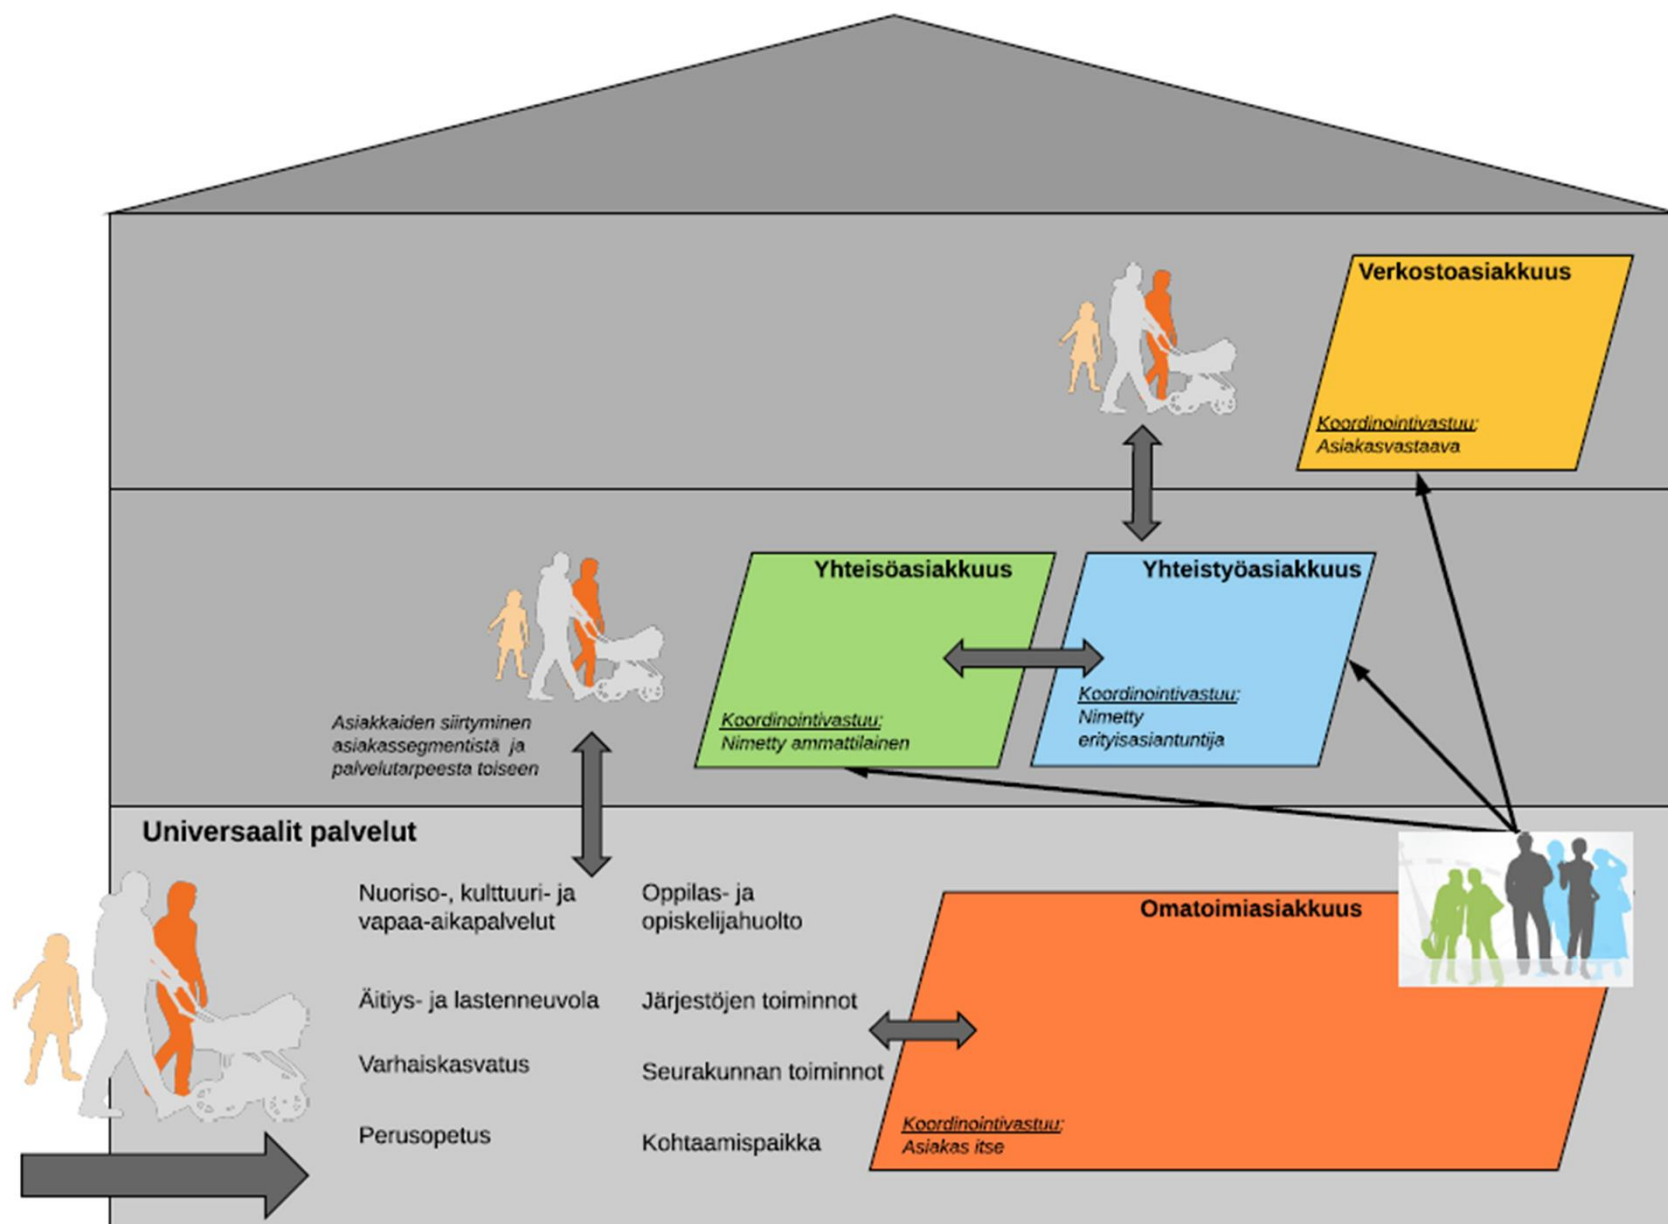 Verkostoasiakkuus
Koordinointivastuu:
Asiakasvastaava
Yhteisöasiakkuus
Koordinointivastuu:
Nimetty ammattilainen
Yhteistyöasiakkuus
Koordinointivastuu:
Nimetty
erityisasiantuntija
Asiakkaiden siirtyminen
asiakassegmentistä ja
palvelutarpeesta toiseen
Universaalit palvelut
Nuoriso-, kulttuuri- ja
vapaa-aikapalvelut
Äitiys- ja lastenneuvola
Varhaiskasvatus
Perusopetus
Oppilas- ja
opiskelijahuolto
Järjestöjen toiminnot
Seurakunnan toiminnot
Kohtaamispaikka
Omatoimiasiakkuus
Koordinointivastuu:
Asiakas itse